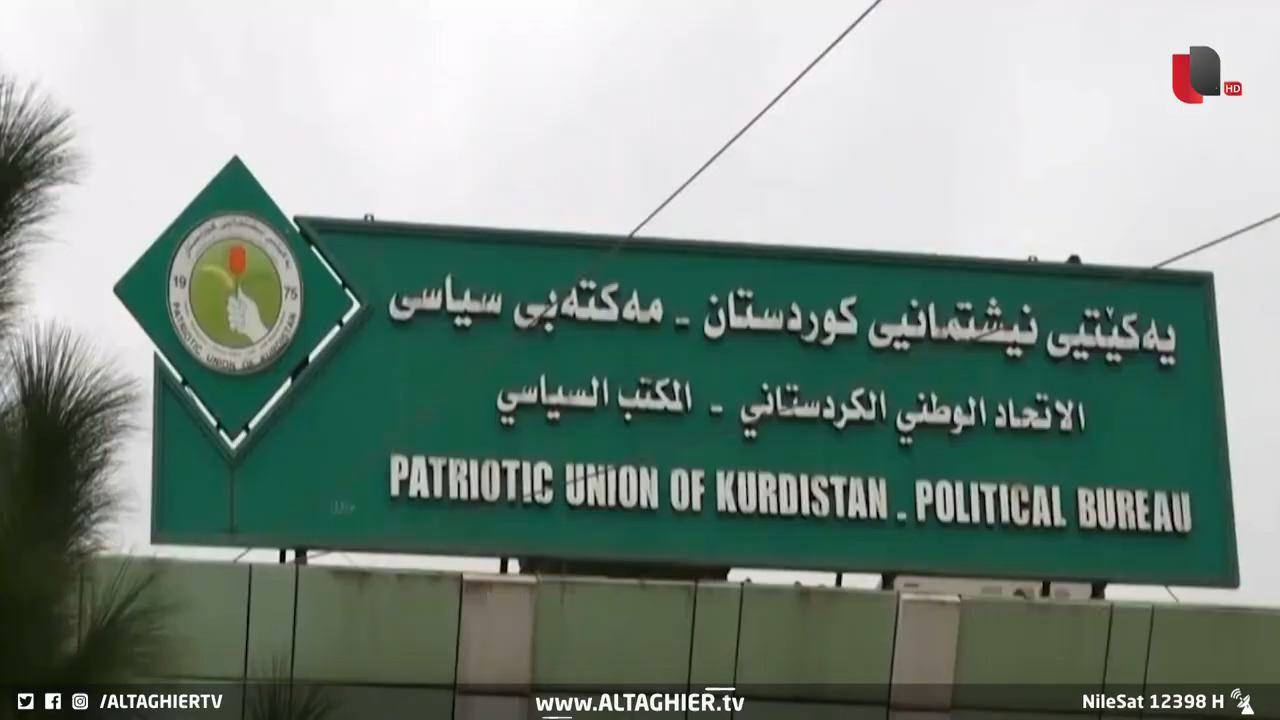 HD
یەکێتیی نیشتمانیی کوردستان - مەکتەبی سیاسی
الاتحاد الوطني الكردستاني - المكتب السياسي
PATRIOTIC UNION OF KURDISTAN - POLITICAL BUREAU
19 75
PATRIOTIC UNION OF KURDISTAN
/ALTAGHIERTV
www.ALTAGHIER.tv
NileSat 12398 H